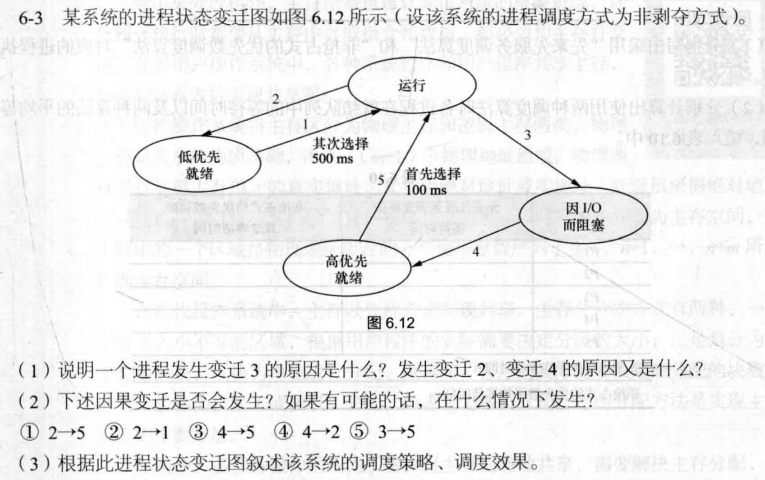 6-3 某系统的进程状态变迁图如图6.12所示（设该系统的进程调度方式为非剥夺方式）。
运行
2
1
3
其次选择
500 ms
低优先
就绪
5
首先选择
100 ms
因 I/O
而阻塞
4
高优先
就绪
图 6.12
（1）说明一个进程发生变迁 3 的原因是什么？发生变迁 2、变迁 4 的原因又是什么？
（2）下述因果变迁是否会发生？如果有可能的话，在什么情况下发生？
① 2→5 ② 2→1 ③ 4→5 ④ 4→2 ⑤ 3→5
（3）根据此进程状态变迁图叙述该系统的调度策略、调度效果。